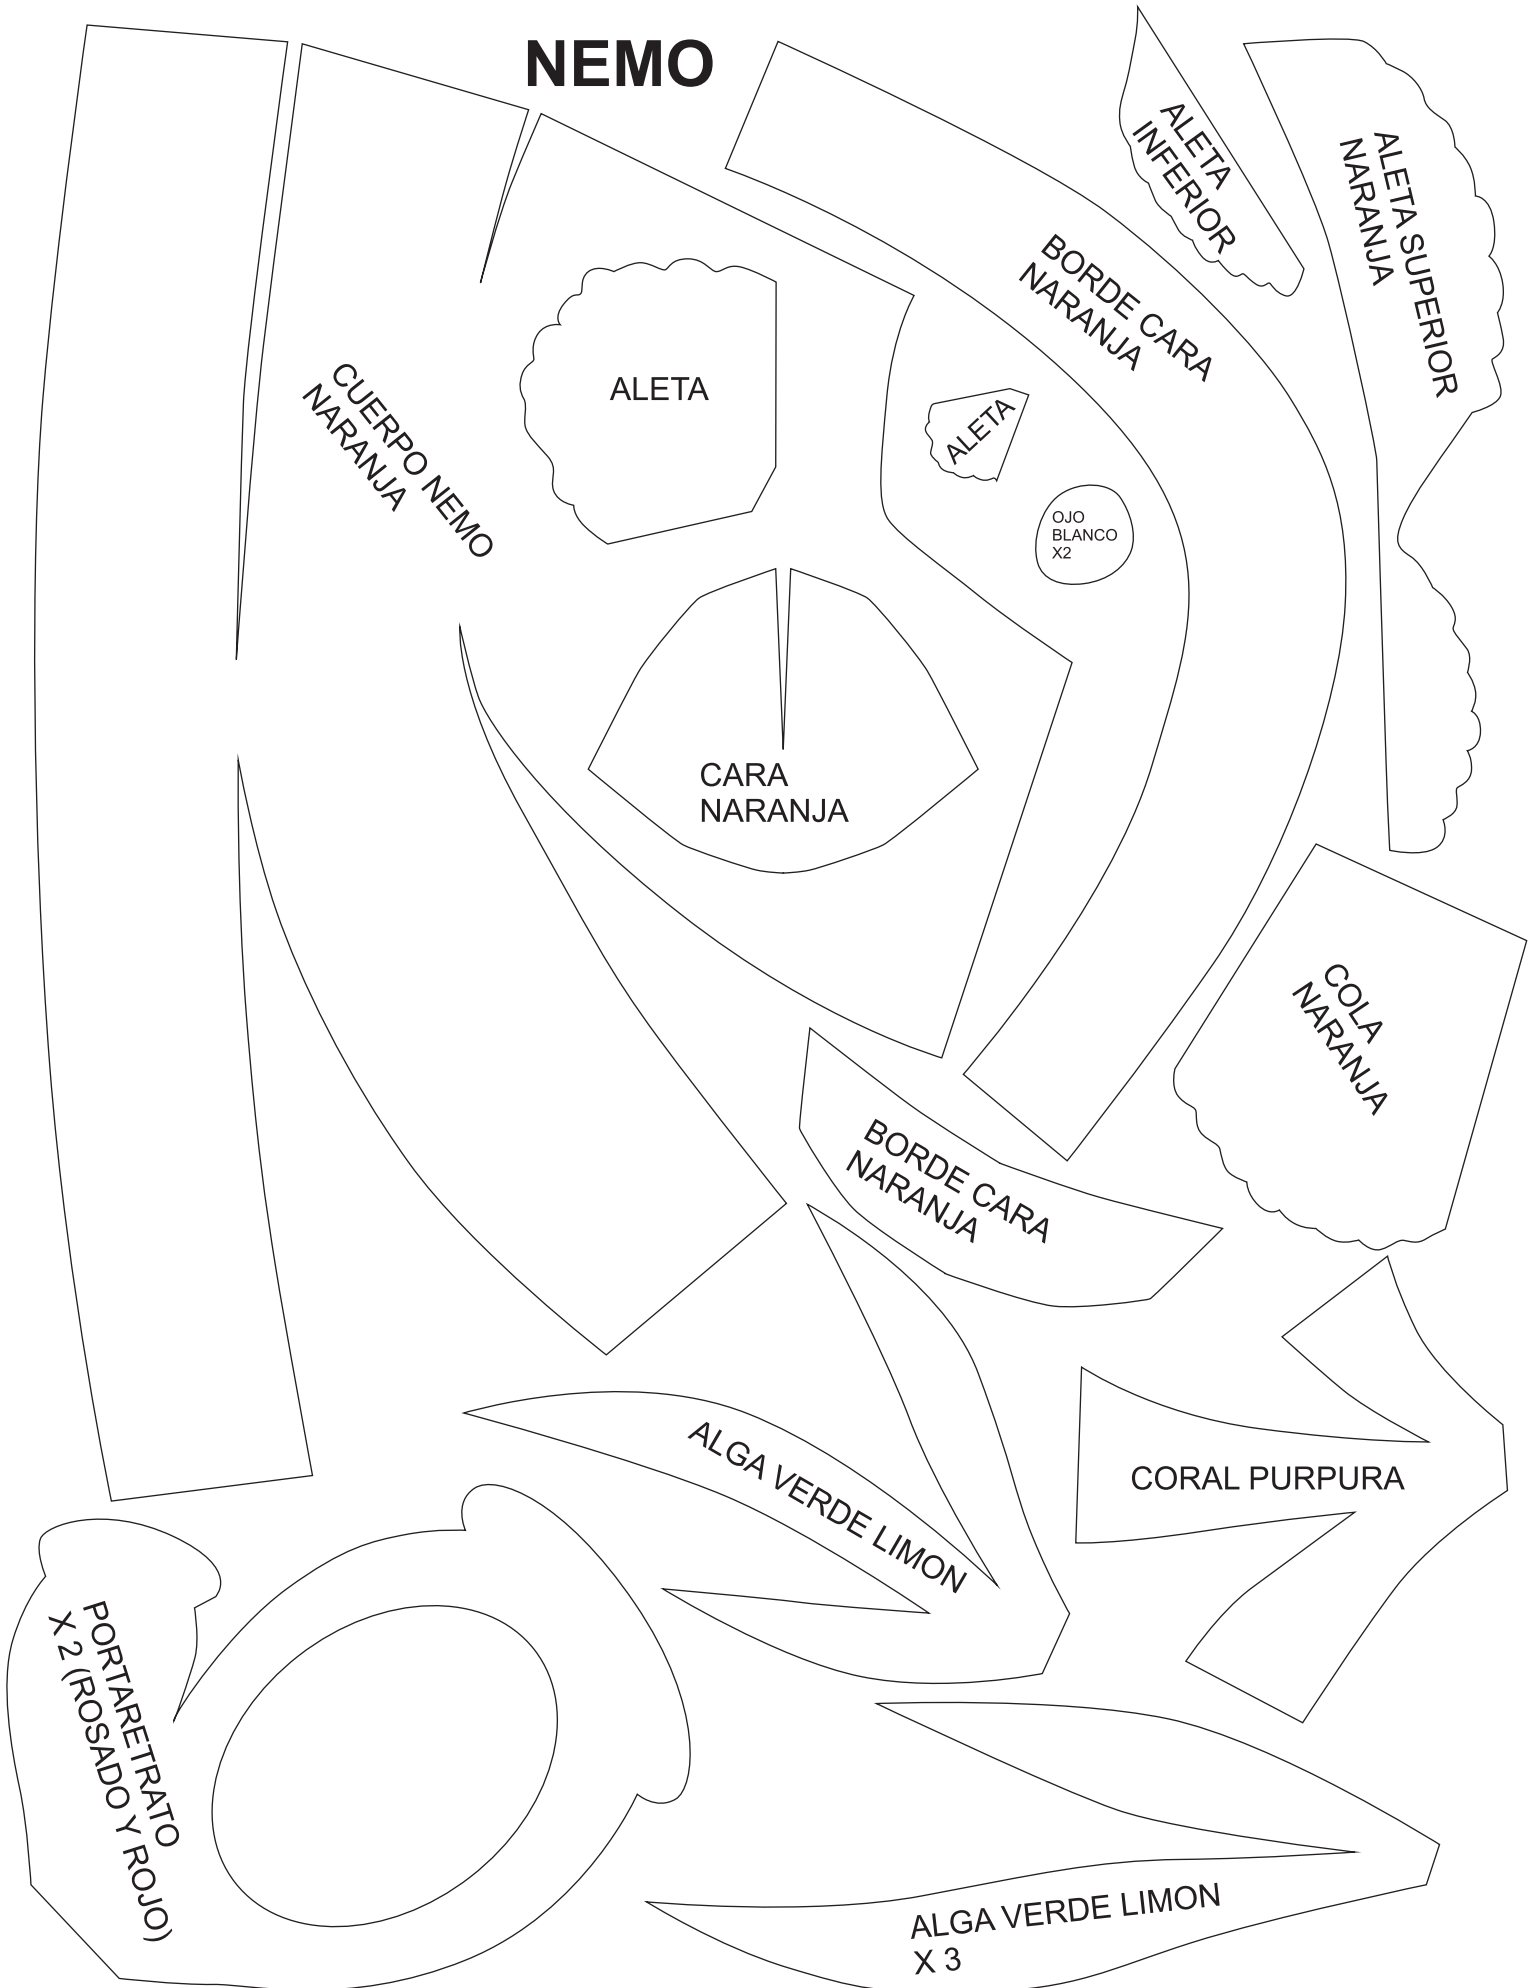 NEMO
ALETA
INFERIOR
ALETA SUPERIOR
NARANJA
BORDE CARA
NARANJA
CUERPO NEMO
NARANJA
ALETA
ALETA
OJO
BLANCO
X2
CARA
NARANJA
COLA
NARANJA
BORDE CARA
NARANJA
ALGA VERDE LIMON
CORAL PURPURA
PORTARETRATO
X 2 (ROSADO Y ROJO)
ALGA VERDE LIMON
X 3